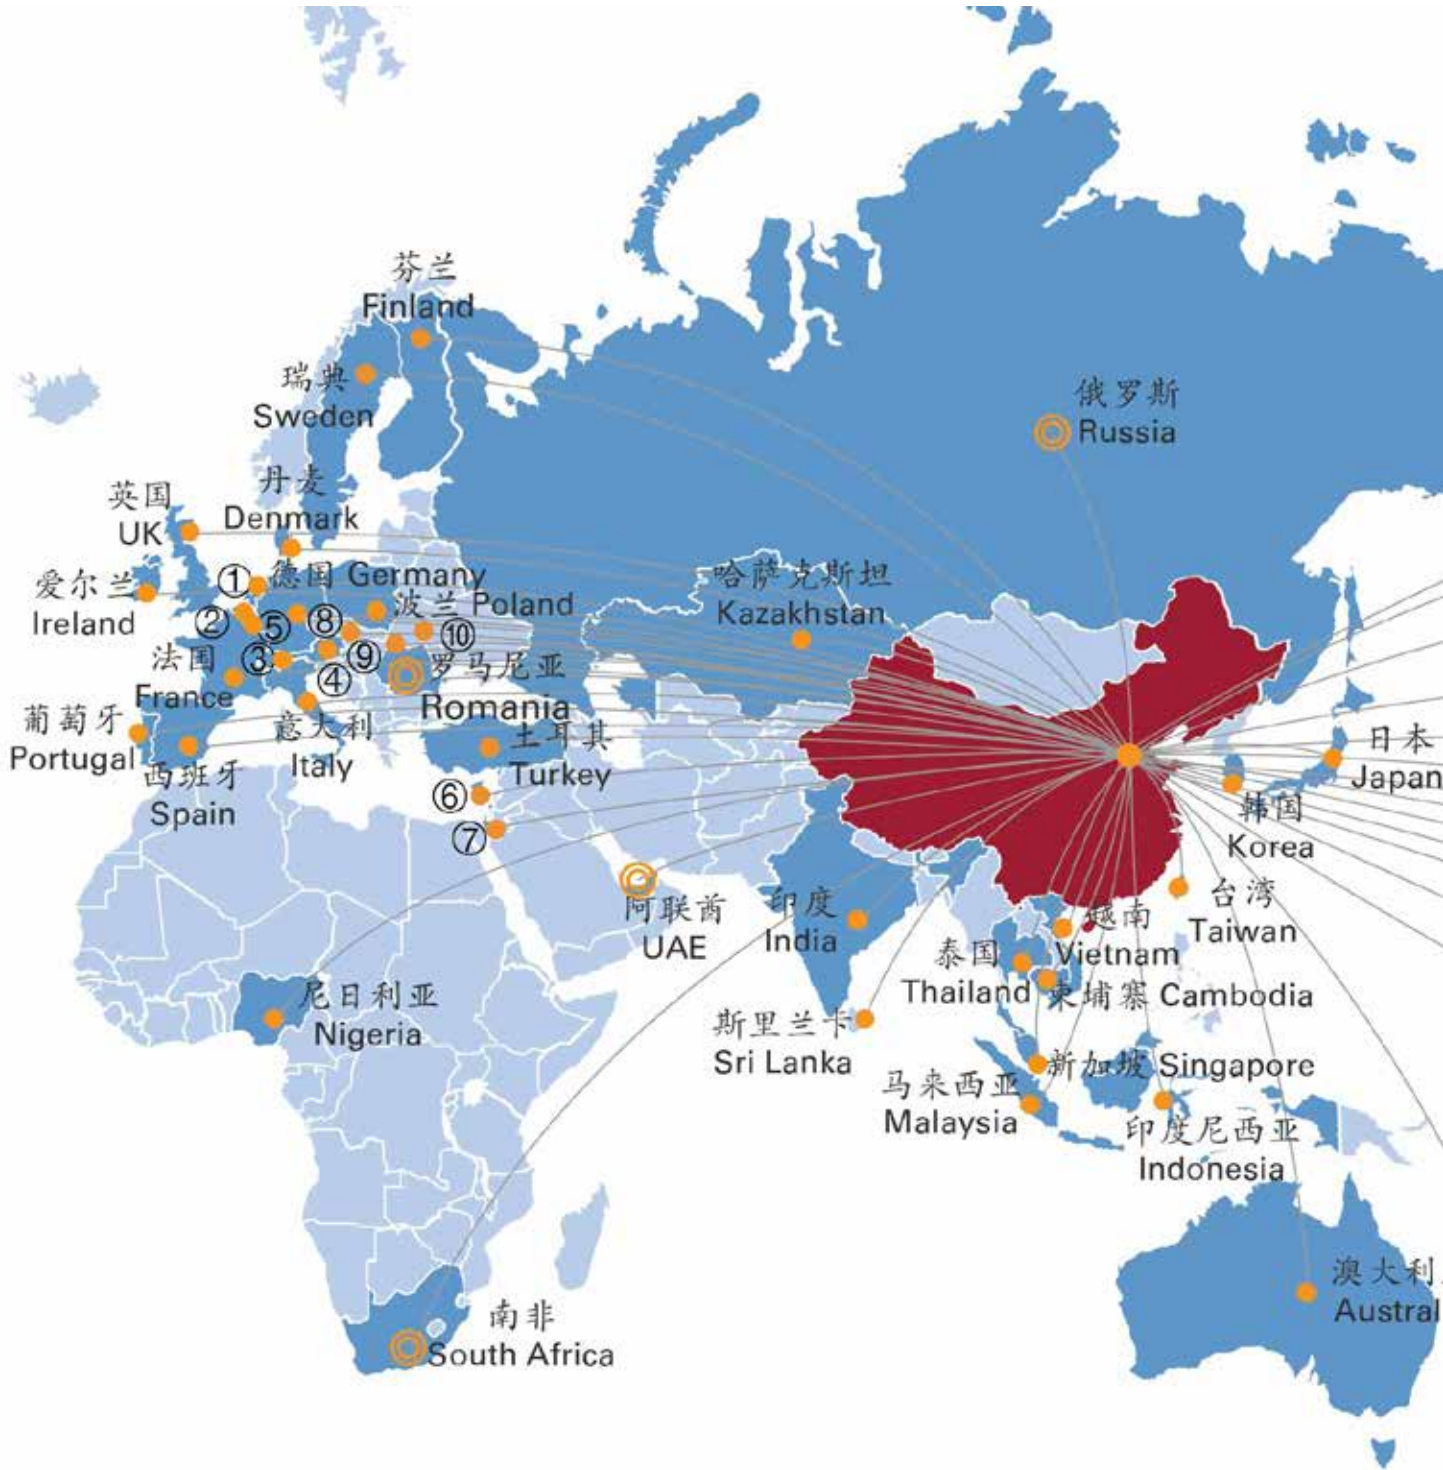 芬兰
Finland
瑞典
Sweden
俄罗斯
Russia
丹麦
Denmark
英国
UK
爱尔兰
Ireland
①
德国 Germany
②
⑤
⑧
波兰 Poland
⑩
哈萨克斯坦
Kazakhstan
法国
France
③
④
⑨
罗马尼亚
Romania
葡萄牙
Portugal
西班牙
Spain
意大利
Italy
土耳其
Turkey
⑥
⑦
日本
Japan
韩国
Korea
阿联酋
UAE
印度
India
台湾
Taiwan
越南
Vietnam
泰国
Thailand
柬埔寨 Cambodia
尼日利亚
Nigeria
斯里兰卡
Sri Lanka
新加坡 Singapore
马来西亚
Malaysia
印度尼西亚
Indonesia
澳大利
Austral
南非
South Africa